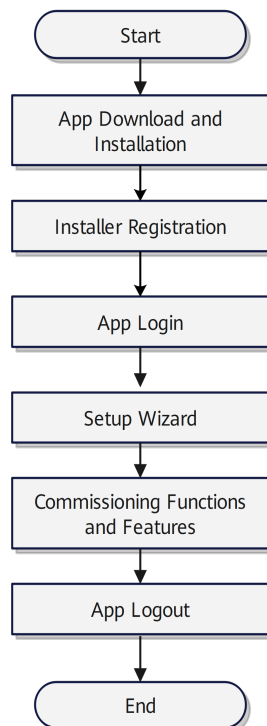 Start
App Download and
Installation
Installer Registration
App Login
Setup Wizard
Commissioning Functions
and Features
App Logout
End